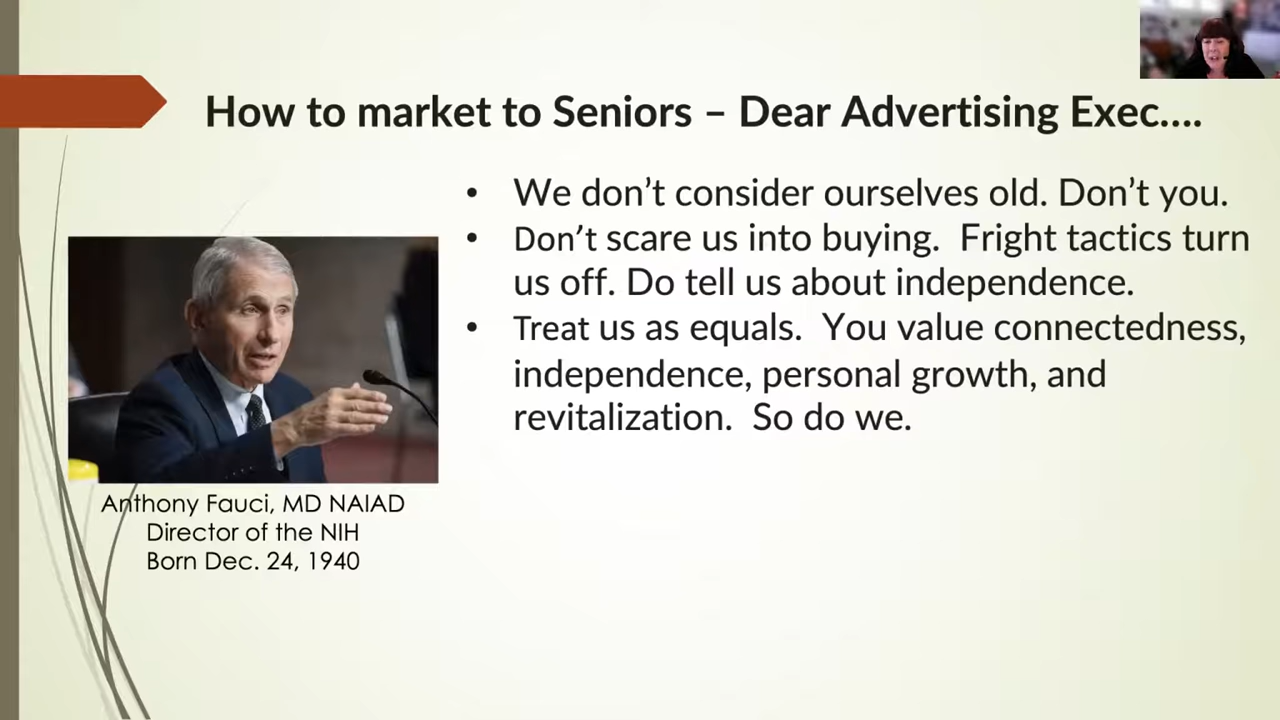 How to market to Seniors – Dear Advertising Exec….
• We don’t consider ourselves old. Don’t you.
• Don’t scare us into buying.  Fright tactics turn
us off. Do tell us about independence.
• Treat us as equals.  You value connectedness,
independence, personal growth, and
revitalization.  So do we.
Anthony Fauci, MD NAIAD
Director of the NIH
Born Dec. 24, 1940